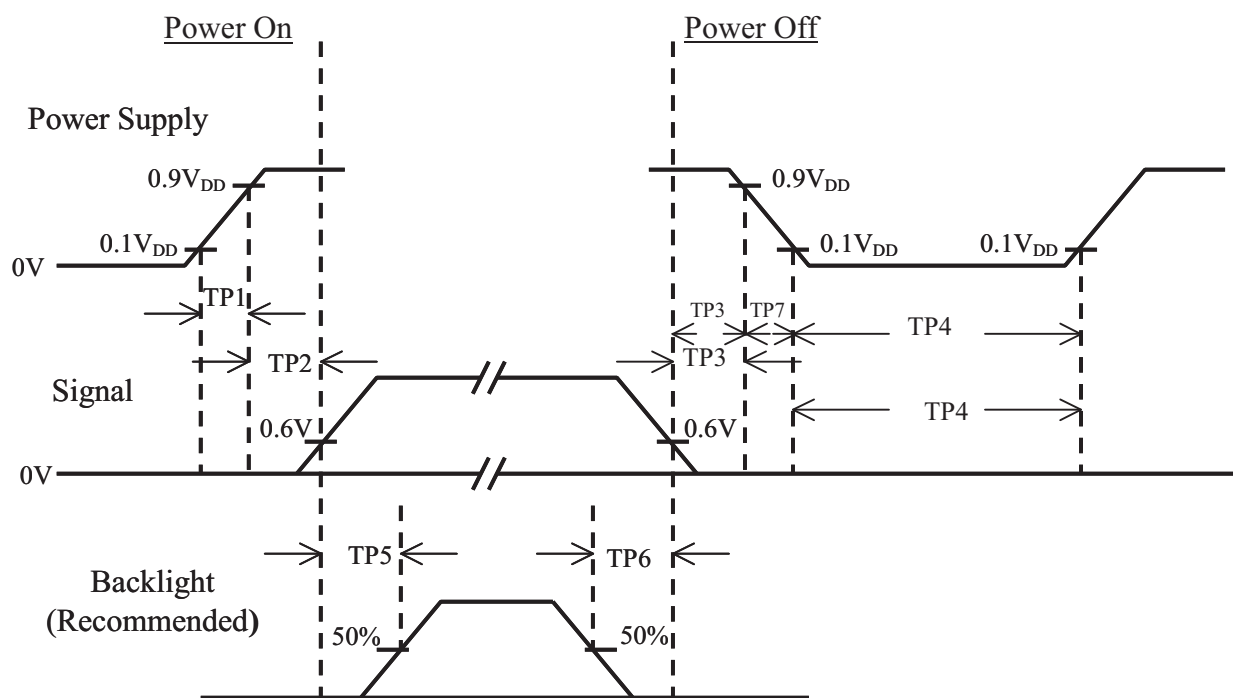 Power On
Power Off
Power Supply
0.9VDD
0.9VDD
0.1VDD
0.1VDD
0.1VDD
0V
TP1
TP3
TP7
TP4
TP2
TP3
Signal
TP4
0.6V
0.6V
0V
TP5
TP6
Backlight
(Recommended)
50%
50%